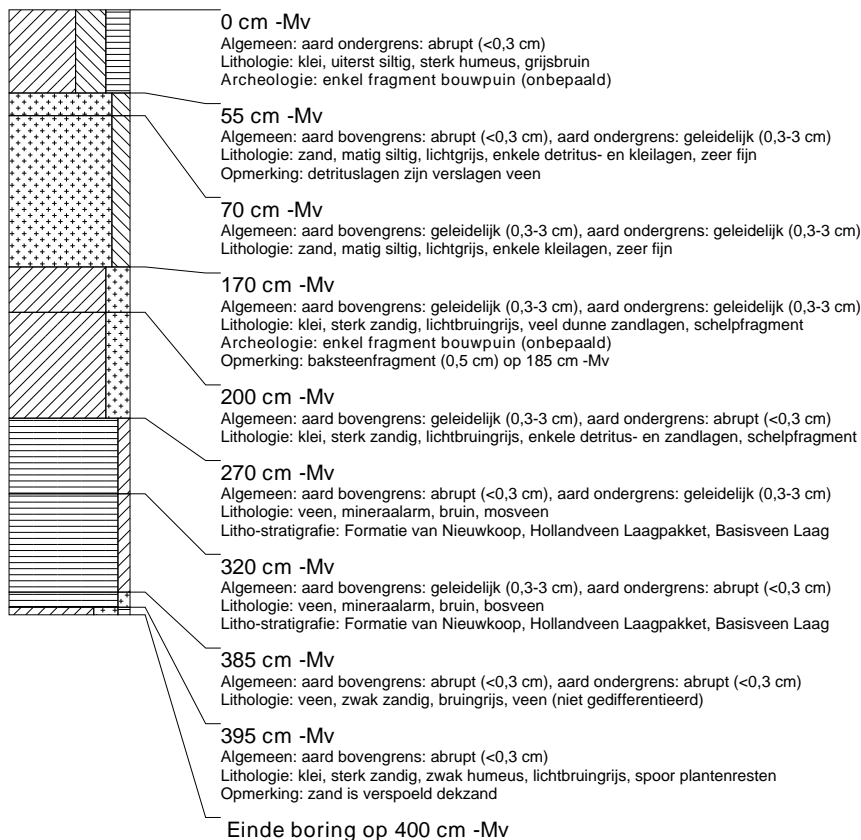 0 cm -Mv
Algemeen: aard ondergrens: abrupt (<0,3 cm)
Lithologie: klei, uiterst siltig, sterk humeus, grijsbruin
Archeologie: enkel fragment bouwpuin (onbepaald)
55 cm -Mv
Algemeen: aard bovengrens: abrupt (<0,3 cm), aard ondergrens: geleidelijk (0,3-3 cm)
Lithologie: zand, matig siltig, lichtgrijs, enkele detritus- en kleilagen, zeer fijn
Opmerking: detrituslagen zijn verslagen veen
70 cm -Mv
Algemeen: aard bovengrens: geleidelijk (0,3-3 cm), aard ondergrens: geleidelijk (0,3-3 cm)
Lithologie: zand, matig siltig, lichtgrijs, enkele kleilagen, zeer fijn
170 cm -Mv
Algemeen: aard bovengrens: geleidelijk (0,3-3 cm), aard ondergrens: geleidelijk (0,3-3 cm)
Lithologie: klei, sterk zandig, lichtbruingrijs, veel dunne zandlagen, schelpfragment
Archeologie: enkel fragment bouwpuin (onbepaald)
Opmerking: baksteenfragment (0,5 cm) op 185 cm -Mv
200 cm -Mv
Algemeen: aard bovengrens: geleidelijk (0,3-3 cm), aard ondergrens: abrupt (<0,3 cm)
Lithologie: klei, sterk zandig, lichtbruingrijs, enkele detritus- en zandlagen, schelpfragment
270 cm -Mv
Algemeen: aard bovengrens: abrupt (<0,3 cm), aard ondergrens: geleidelijk (0,3-3 cm)
Lithologie: veen, mineraalarm, bruin, mosveen
Litho-stratigrafie: Formatie van Nieuwkoop, Hollandveen Laagpakket, Basisveen Laag
320 cm -Mv
Algemeen: aard bovengrens: geleidelijk (0,3-3 cm), aard ondergrens: abrupt (<0,3 cm)
Lithologie: veen, mineraalarm, bruin, bosveen
Litho-stratigrafie: Formatie van Nieuwkoop, Hollandveen Laagpakket, Basisveen Laag
385 cm -Mv
Algemeen: aard bovengrens: abrupt (<0,3 cm), aard ondergrens: abrupt (<0,3 cm)
Lithologie: veen, zwak zandig, bruingrijs, veen (niet gedifferentieerd)
395 cm -Mv
Algemeen: aard bovengrens: abrupt (<0,3 cm)
Lithologie: klei, sterk zandig, zwak humeus, lichtbruingrijs, spoor plantenresten
Opmerking: zand is verspoeld dekzand
Einde boring op 400 cm -Mv